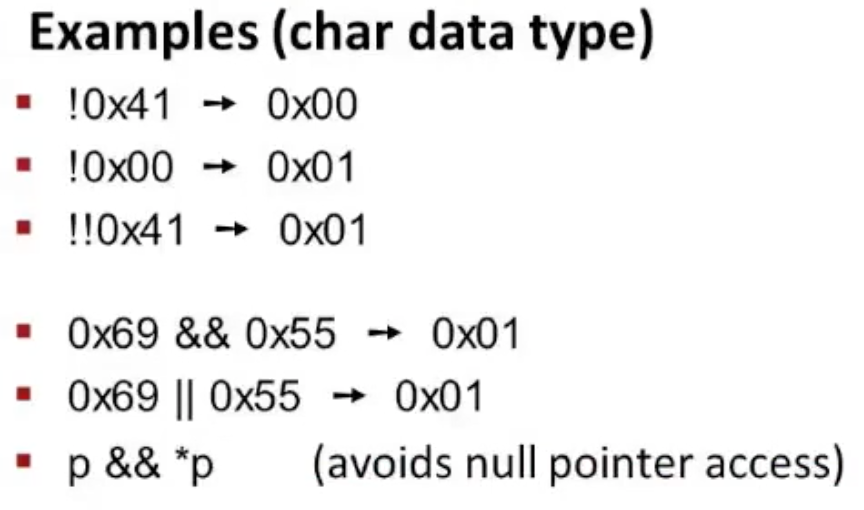 Examples (char data type)
▪ !0x41 → 0x00
▪ !0x00 → 0x01
▪ !!0x41 → 0x01
▪ 0x69 && 0x55 → 0x01
▪ 0x69 || 0x55 → 0x01
▪ p && *p (avoids null pointer access)